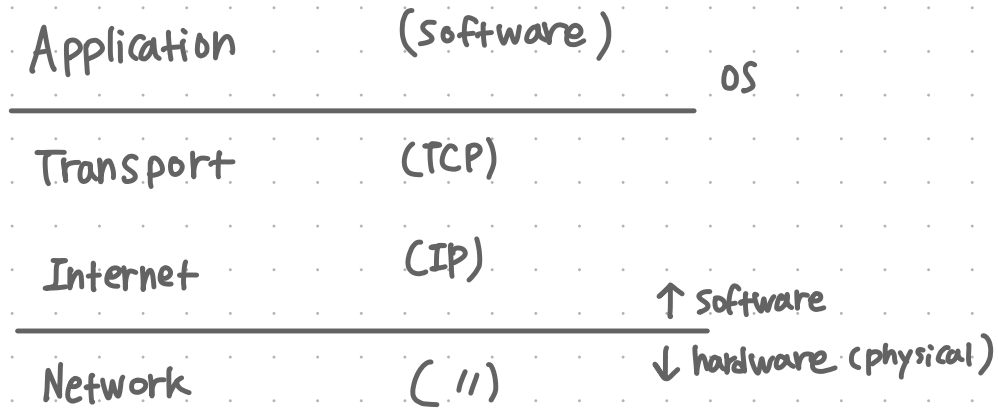 Application (software)
OS
Transport (TCP)
Internet (IP)
↑ software
↓ hardware (physical)
Network ( 〃 )